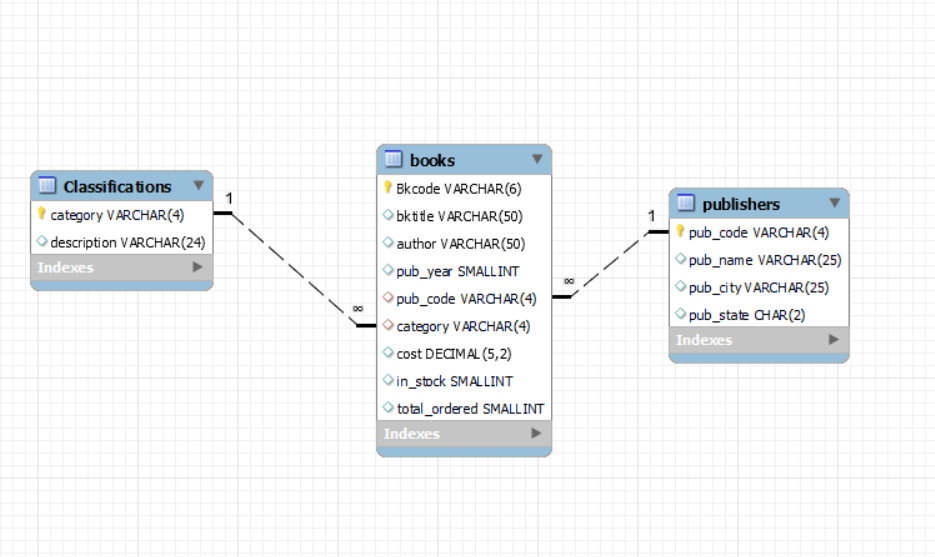 Classifications
category VARCHAR(4)
description VARCHAR(24)
Indexes
1
∞
books
Bkcode VARCHAR(6)
bktitle VARCHAR(50)
author VARCHAR(50)
pub_year SMALLINT
pub_code VARCHAR(4)
category VARCHAR(4)
cost DECIMAL(5,2)
in_stock SMALLINT
total_ordered SMALLINT
Indexes
∞
1
publishers
pub_code VARCHAR(4)
pub_name VARCHAR(25)
pub_city VARCHAR(25)
pub_state CHAR(2)
Indexes